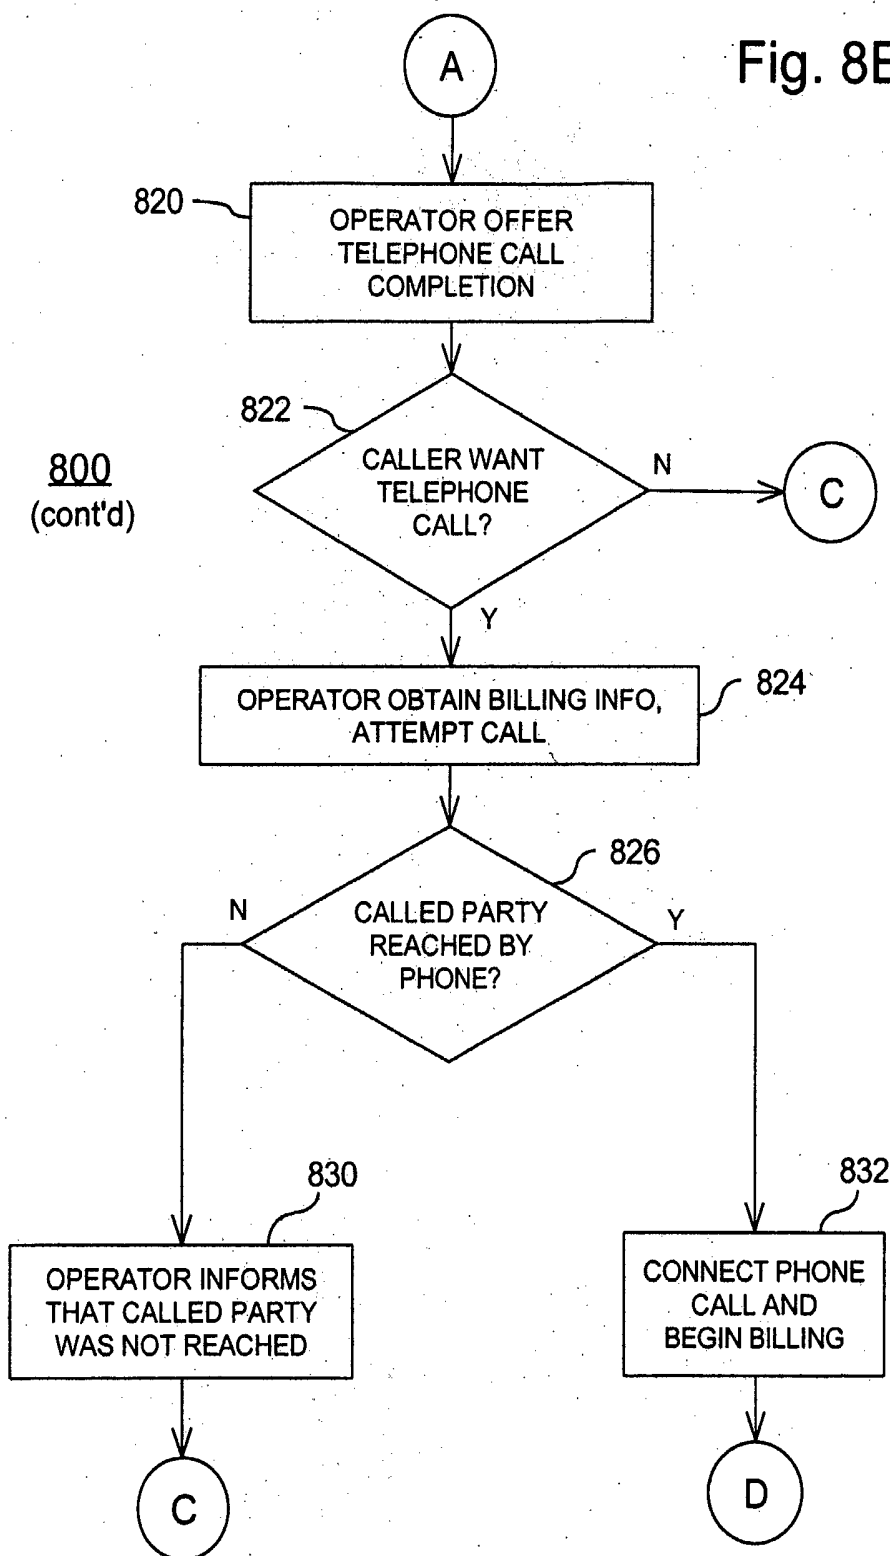 A
Fig. 8B
820
OPERATOR OFFER
TELEPHONE CALL
COMPLETION
822
800
(cont'd)
CALLER WANT
TELEPHONE
CALL?
N
C
Y
OPERATOR OBTAIN BILLING INFO,
ATTEMPT CALL
824
826
N
CALLED PARTY
REACHED BY
PHONE?
Y
830
832
OPERATOR INFORMS
THAT CALLED PARTY
WAS NOT REACHED
CONNECT PHONE
CALL AND
BEGIN BILLING
C
D